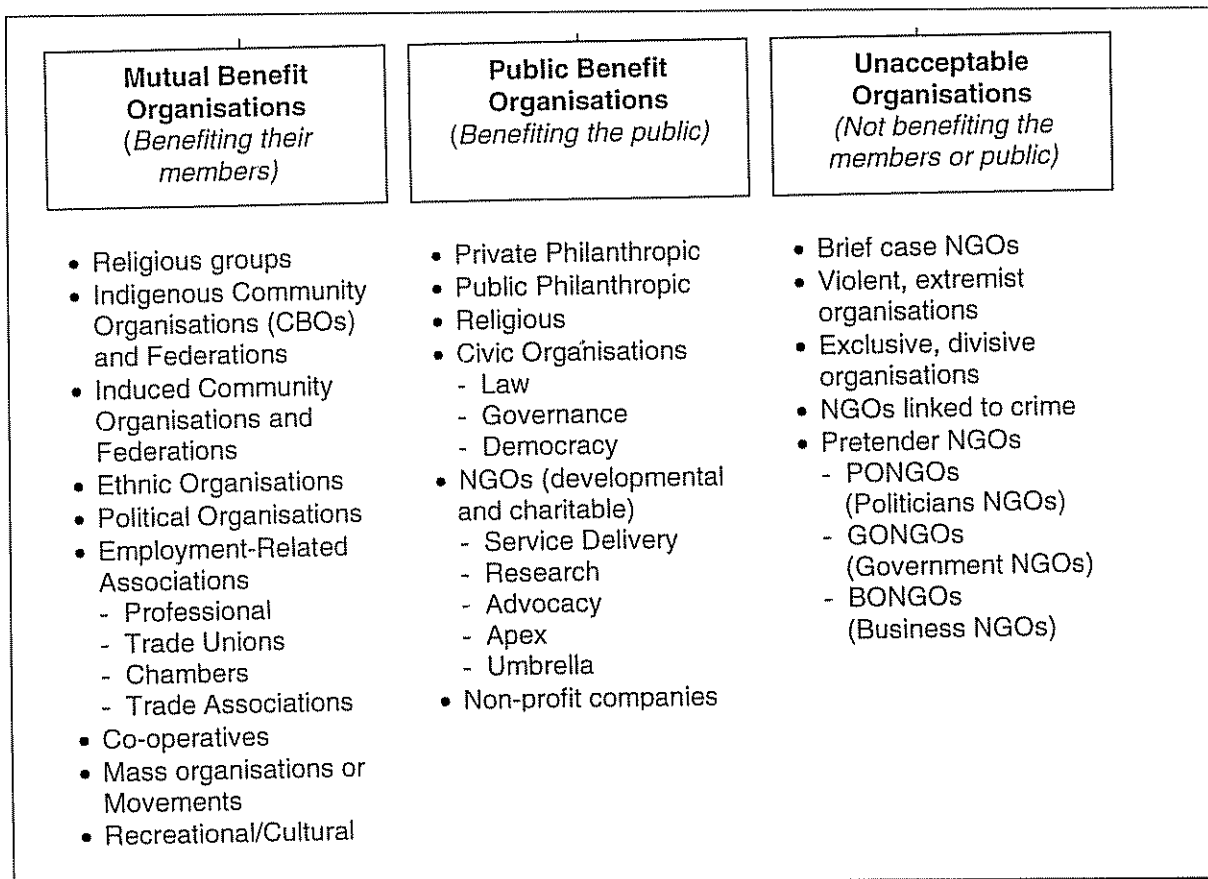 Mutual Benefit
Organisations
(Benefiting their
members)
• Religious groups
• Indigenous Community
Organisations (CBOs)
and Federations
• Induced Community
Organisations and
Federations
• Ethnic Organisations
• Political Organisations
• Employment-Related
Associations
- Professional
- Trade Unions
- Chambers
- Trade Associations
• Co-operatives
• Mass organisations or
Movements
• Recreational/Cultural
Public Benefit
Organisations
(Benefiting the public)
• Private Philanthropic
• Public Philanthropic
• Religious
• Civic Organisations
- Law
- Governance
- Democracy
• NGOs (developmental
and charitable)
- Service Delivery
- Research
- Advocacy
- Apex
- Umbrella
• Non-profit companies
Unacceptable
Organisations
(Not benefiting the
members or public)
• Brief case NGOs
• Violent, extremist
organisations
• Exclusive, divisive
organisations
• NGOs linked to crime
• Pretender NGOs
- PONGOs
(Politicians NGOs)
- GONGOs
(Government NGOs)
- BONGOs
(Business NGOs)